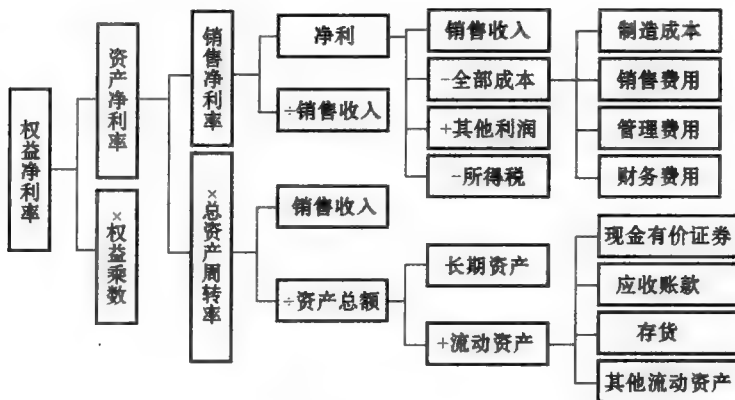 权益净利率
资产净利率
×权益乘数
销售净利率
×总资产周转率
净利
÷销售收入
销售收入
-全部成本
+其他利润
-所得税
制造成本
销售费用
管理费用
财务费用
销售收入
÷资产总额
长期资产
+流动资产
现金有价证券
应收账款
存货
其他流动资产